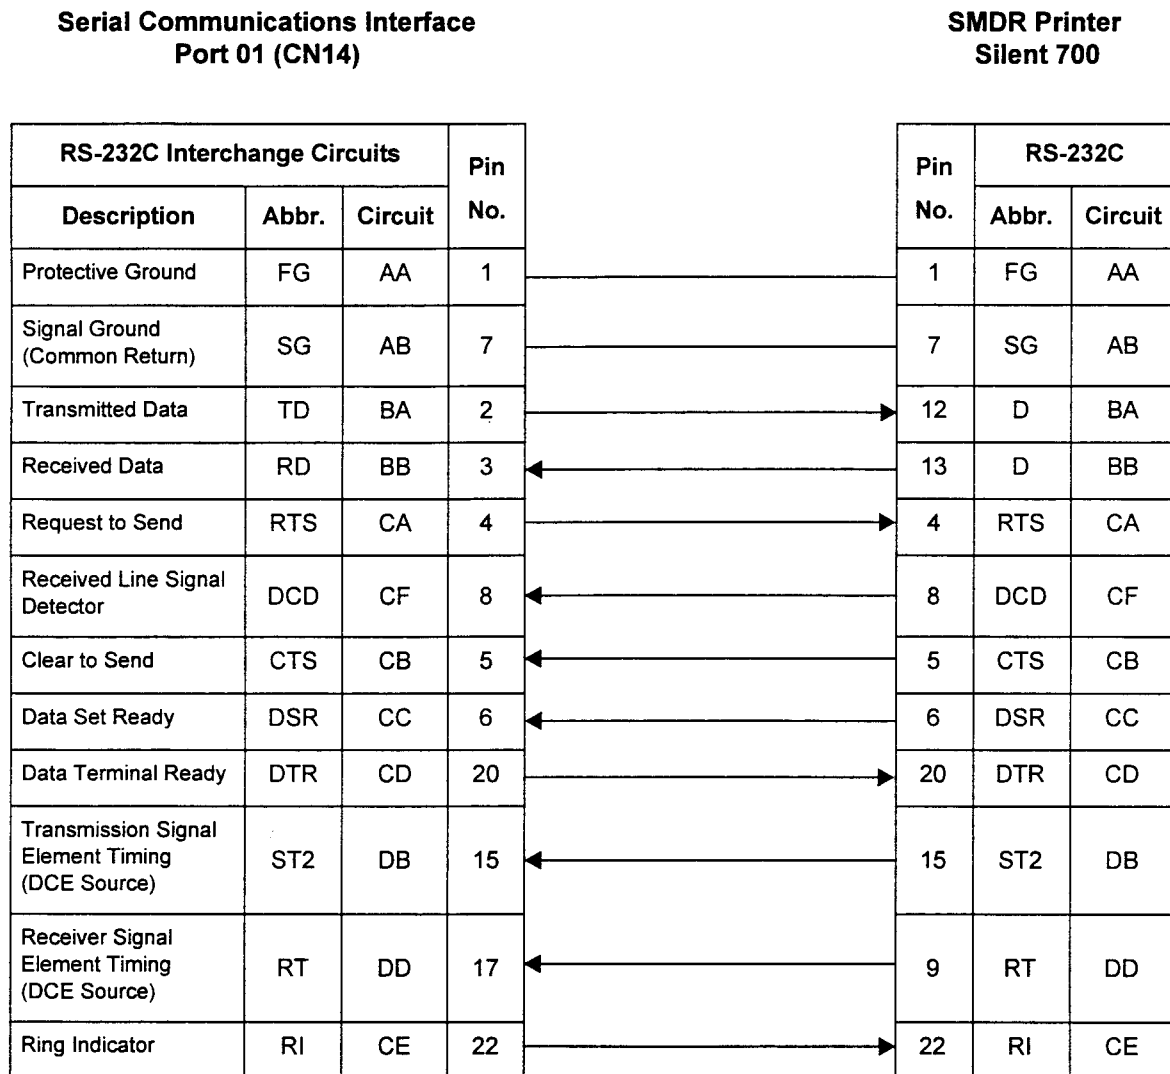 Serial Communications Interface
Port 01 (CN14)
SMDR Printer
Silent 700
RS-232C Interchange Circuits Pin No.
Description Abbr. Circuit
Pin No. RS-232C
Abbr. Circuit
Protective Ground FG AA 1 1 FG AA
Signal Ground
(Common Return) SG AB 7 7 SG AB
Transmitted Data TD BA 2 12 D BA
Received Data RD BB 3 13 D BB
Request to Send RTS CA 4 4 RTS CA
Received Line Signal
Detector DCD CF 8 8 DCD CF
Clear to Send CTS CB 5 5 CTS CB
Data Set Ready DSR CC 6 6 DSR CC
Data Terminal Ready DTR CD 20 20 DTR CD
Transmission Signal
Element Timing ST2 DB 15 15 ST2 DB
(DCE Source)
Receiver Signal
Element Timing RT DD 17 9 RT DD
(DCE Source)
Ring Indicator RI CE 22 22 RI CE